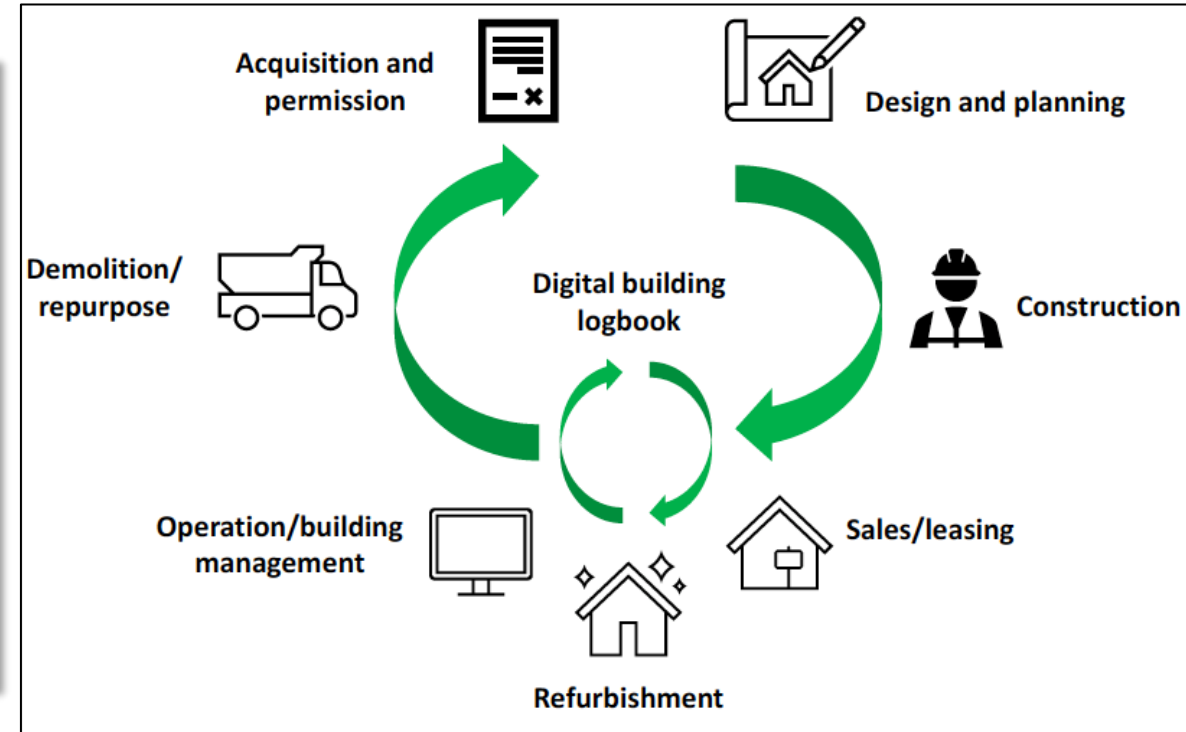 Acquisition and
permission
Design and planning
Demolition/
repurpose
Digital building
logbook
Construction
Operation/building
management
Sales/leasing
Refurbishment